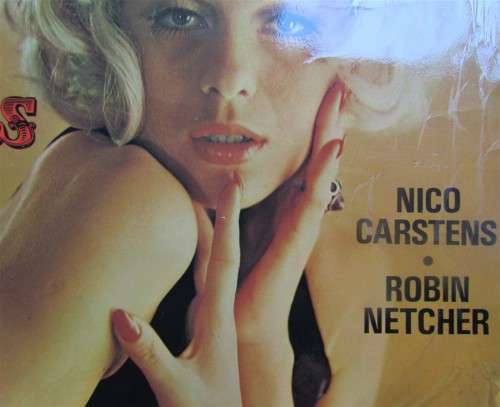 S
NICO
CARSTENS
•
ROBIN
NETCHER